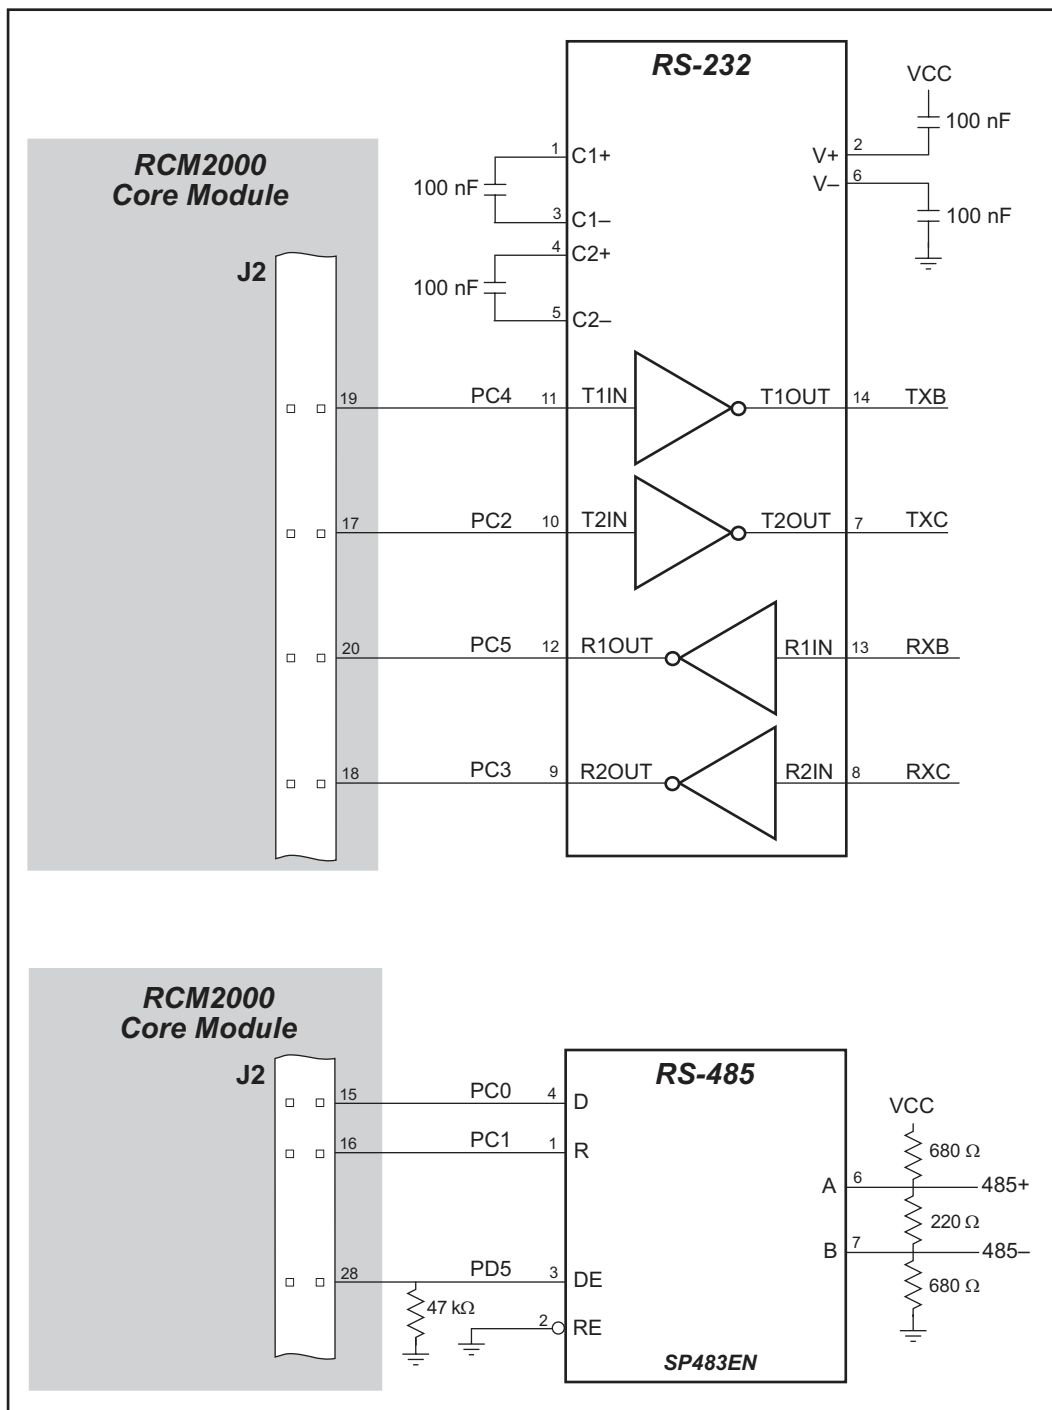 RS-232
VCC
100 nF
RCM2000
Core Module
1 C1+
V+ 2
100 nF
V– 6
3 C1–
100 nF
J2
4 C2+
100 nF
5 C2–
19 PC4 11 T1IN T1OUT 14 TXB
17 PC2 10 T2IN T2OUT 7 TXC
20 PC5 12 R1OUT R1IN 13 RXB
18 PC3 9 R2OUT R2IN 8 RXC
RCM2000
Core Module
RS-485
J2
15 PC0 4 D
VCC
16 PC1 1 R
680 Ω
A 6 485+
220 Ω
B 7 485–
28 PD5 3 DE
680 Ω
47 kΩ
2 RE
SP483EN